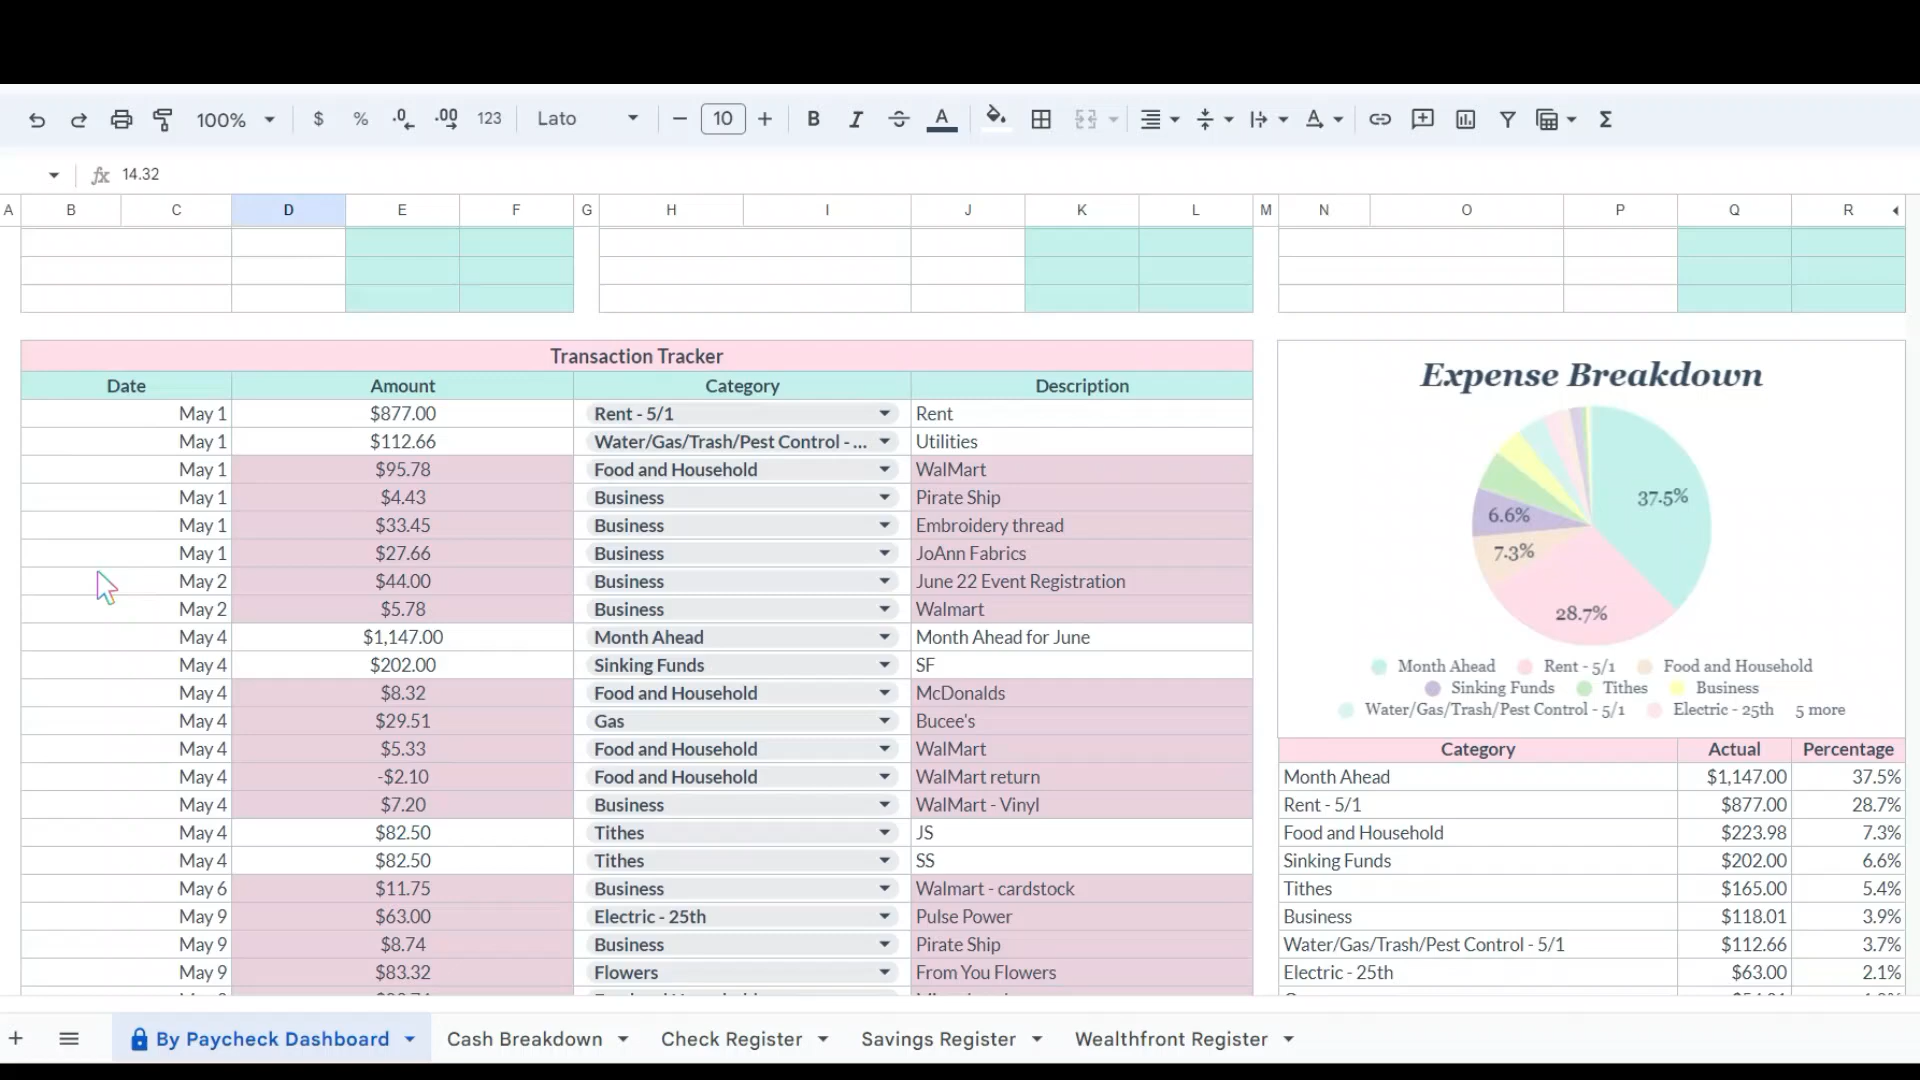 100% $ % .0 .00 123 Lato 10 B I A A Σ
fx 14.32
A B C D E F G H I J K L M N O P Q R
Transaction Tracker
Date Amount Category Description
May 1 $877.00 Rent - 5/1 Rent
May 1 $112.66 Water/Gas/Trash/Pest Control - ... Utilities
May 1 $95.78 Food and Household WalMart
May 1 $4.43 Business Pirate Ship
May 1 $33.45 Business Embroidery thread
May 1 $27.66 Business JoAnn Fabrics
May 2 $44.00 Business June 22 Event Registration
May 2 $5.78 Business Walmart
May 4 $1,147.00 Month Ahead Month Ahead for June
May 4 $202.00 Sinking Funds SF
May 4 $8.32 Food and Household McDonalds
May 4 $29.51 Gas Bucee's
May 4 $5.33 Food and Household WalMart
May 4 -$2.10 Food and Household WalMart return
May 4 $7.20 Business WalMart - Vinyl
May 4 $82.50 Tithes JS
May 4 $82.50 Tithes SS
May 6 $11.75 Business Walmart - cardstock
May 9 $63.00 Electric - 25th Pulse Power
May 9 $8.74 Business Pirate Ship
May 9 $83.32 Flowers From You Flowers
Expense Breakdown
37.5%
6.6%
7.3%
28.7%
Month Ahead Rent - 5/1 Food and Household
Sinking Funds Tithes Business
Water/Gas/Trash/Pest Control - 5/1 Electric - 25th 5 more
Category Actual Percentage
Month Ahead $1,147.00 37.5%
Rent - 5/1 $877.00 28.7%
Food and Household $223.98 7.3%
Sinking Funds $202.00 6.6%
Tithes $165.00 5.4%
Business $118.01 3.9%
Water/Gas/Trash/Pest Control - 5/1 $112.66 3.7%
Electric - 25th $63.00 2.1%
By Paycheck Dashboard Cash Breakdown Check Register Savings Register Wealthfront Register